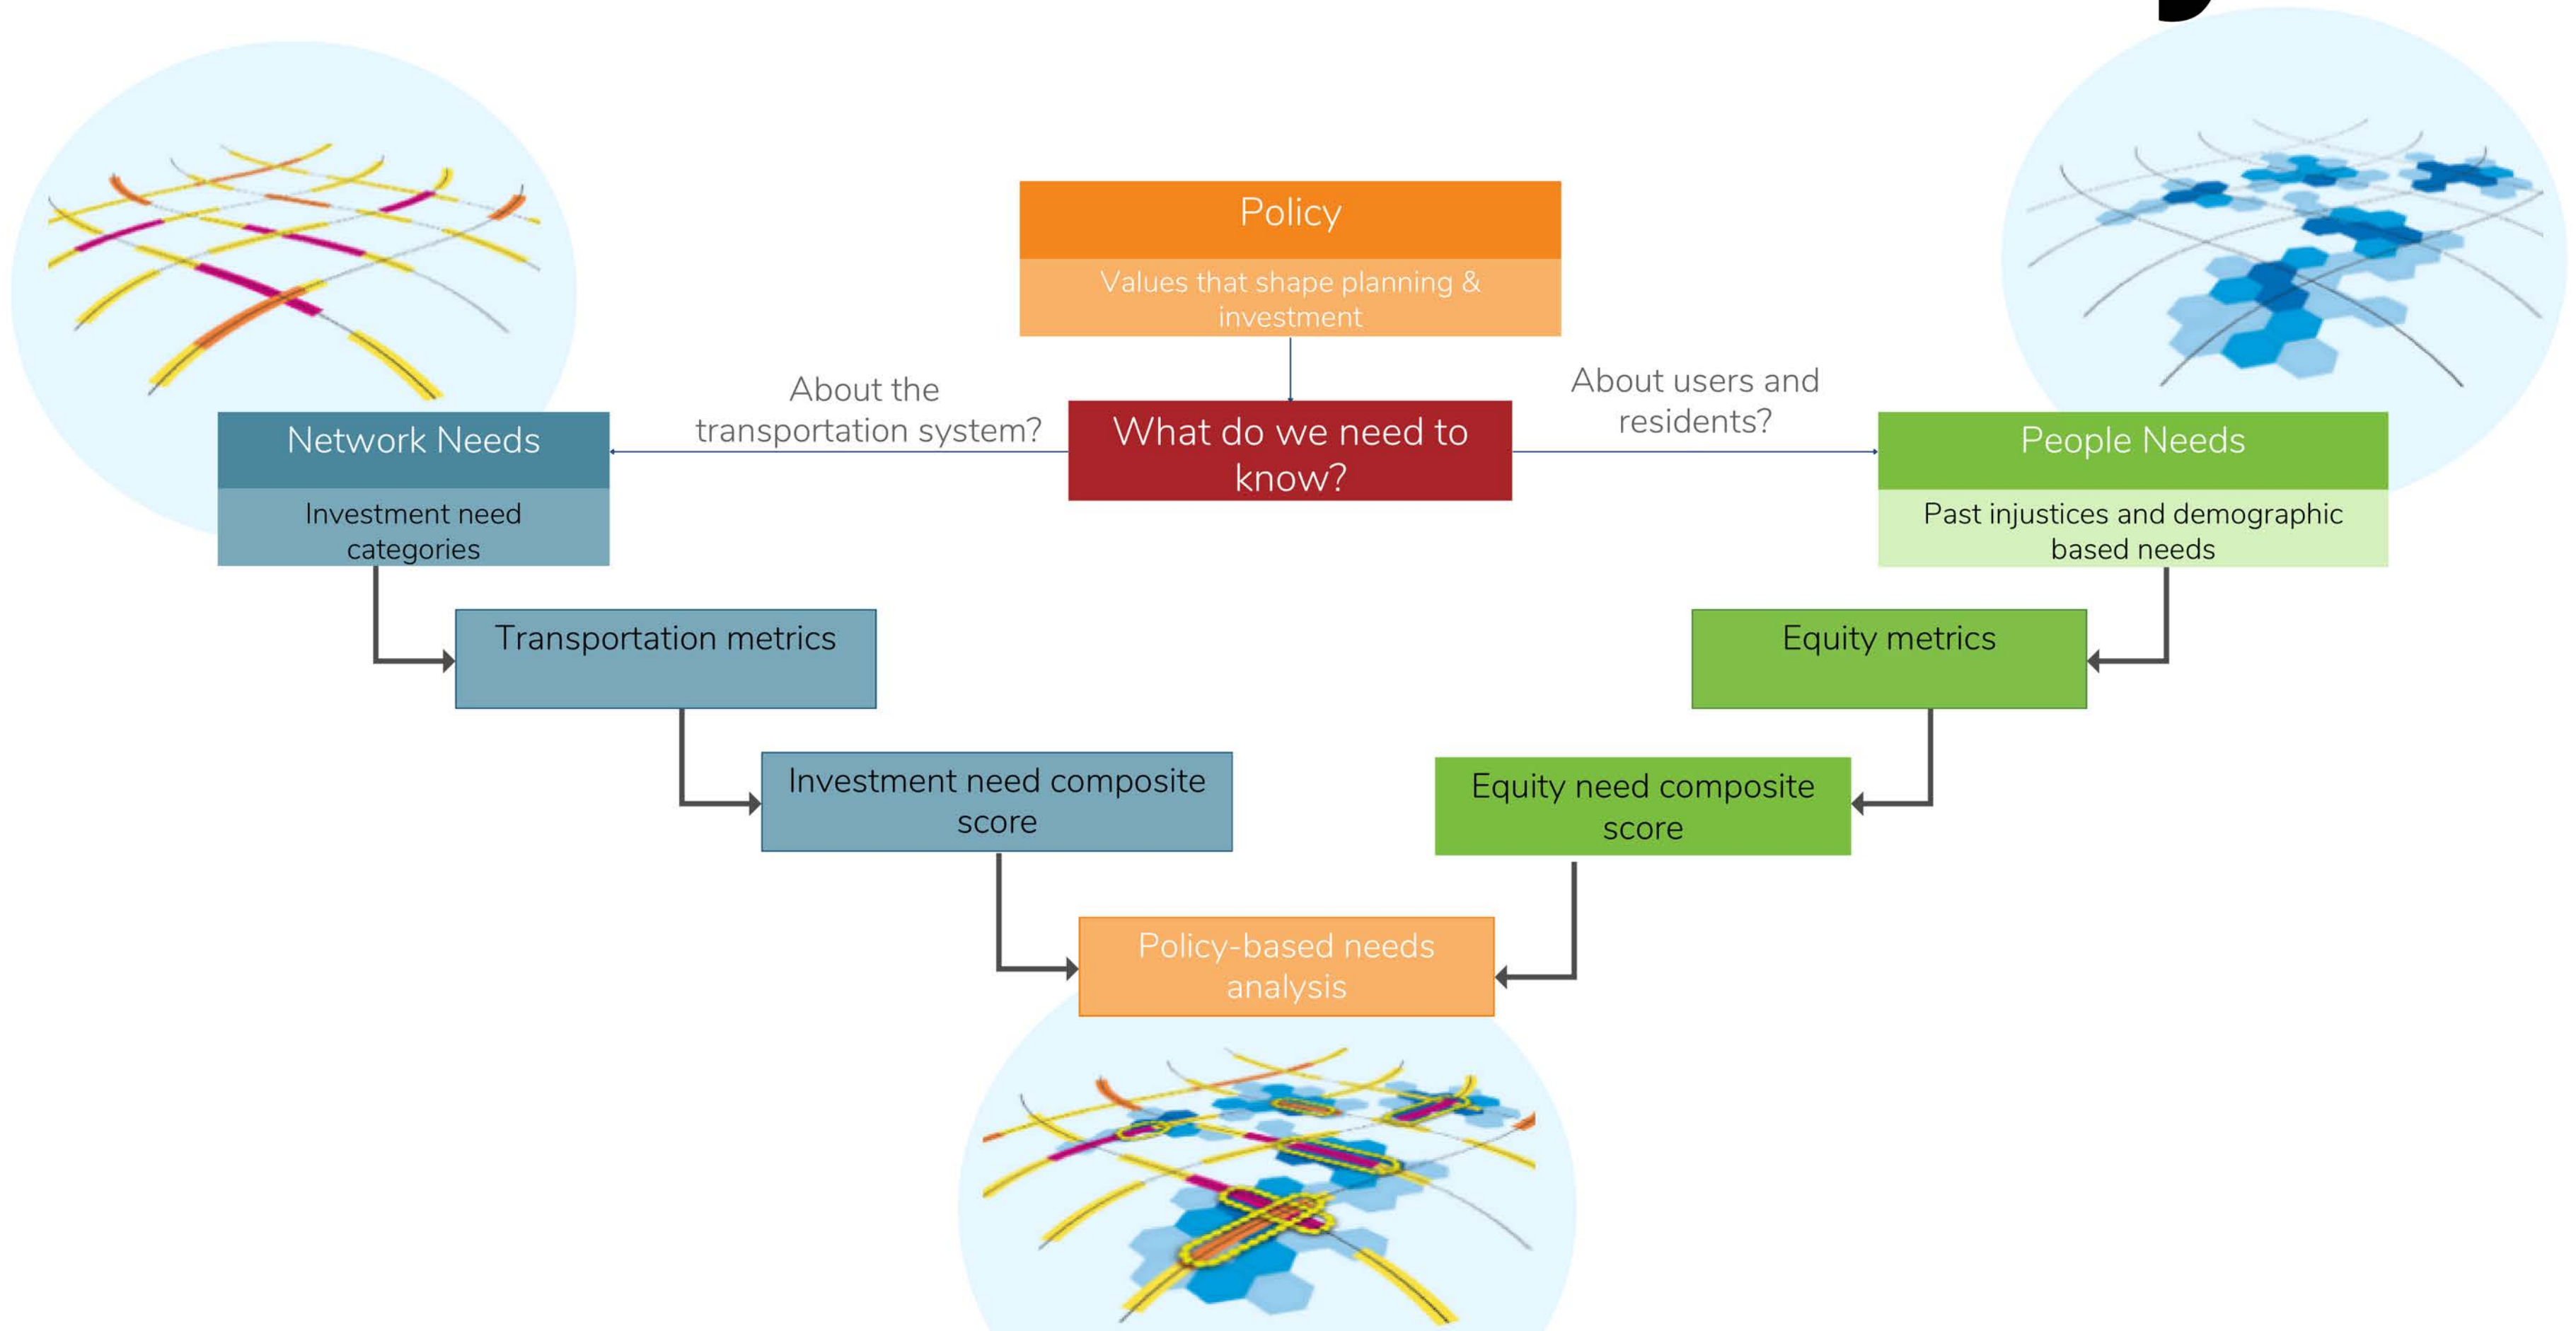 Policy
Values that shape planning &
investment
About the
transportation system?
What do we need to
know?
About users and
residents?
Network Needs
Investment need
categories
People Needs
Past injustices and demographic
based needs
Transportation metrics
Equity metrics
Investment need composite
score
Equity need composite
score
Policy-based needs
analysis